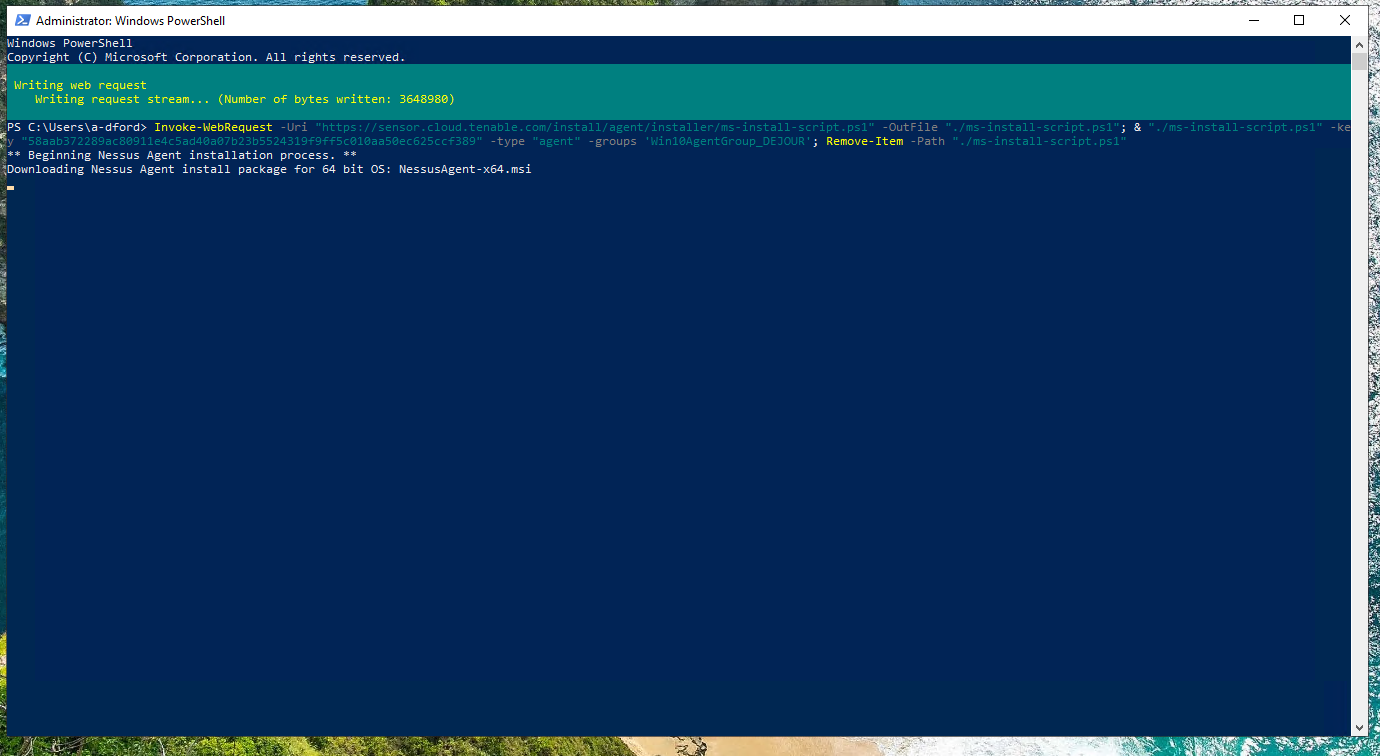 Administrator: Windows PowerShell
Windows PowerShell
Copyright (C) Microsoft Corporation. All rights reserved.
Writing web request
Writing request stream... (Number of bytes written: 3648980)
PS C:\Users\a-dford> Invoke-WebRequest -Uri "https://sensor.cloud.tenable.com/install/agent/installer/ms-install-script.ps1" -OutFile "./ms-install-script.ps1"; & "./ms-install-script.ps1" -ke
y "58aab372289ac80911e4c5ad40a07b23b5524319f9ff5c010aa50ec625ccf389" -type "agent" -groups 'Win10AgentGroup_DEJOUR'; Remove-Item -Path "./ms-install-script.ps1"
** Beginning Nessus Agent installation process. **
Downloading Nessus Agent install package for 64 bit OS: NessusAgent-x64.msi